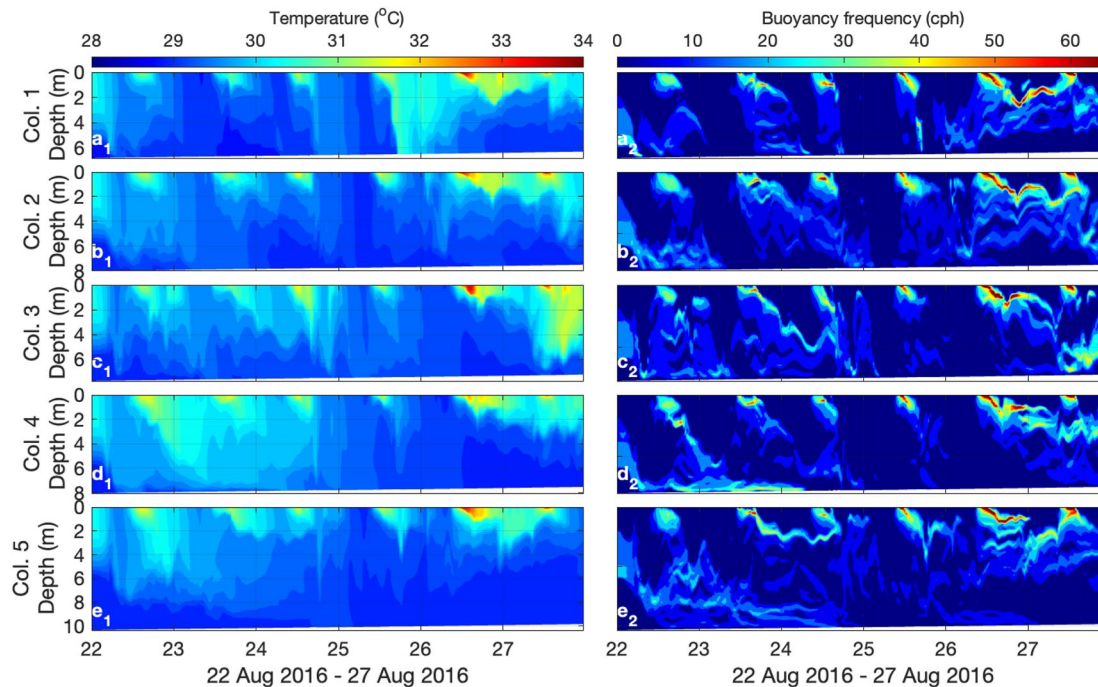 Temperature (°C)
28 29 30 31 32 33 34
Buoyancy frequency (cph)
0 10 20 30 40 50 60
Col. 1
Depth (m)
0
2
4
6
a1
a2
Col. 2
Depth (m)
0
2
4
6
8
b1
b2
Col. 3
Depth (m)
0
2
4
6
c1
c2
Col. 4
Depth (m)
0
2
4
6
8
d1
d2
Col. 5
Depth (m)
0
2
4
6
8
10
e1
e2
22 23 24 25 26 27
22 Aug 2016 - 27 Aug 2016
22 23 24 25 26 27
22 Aug 2016 - 27 Aug 2016